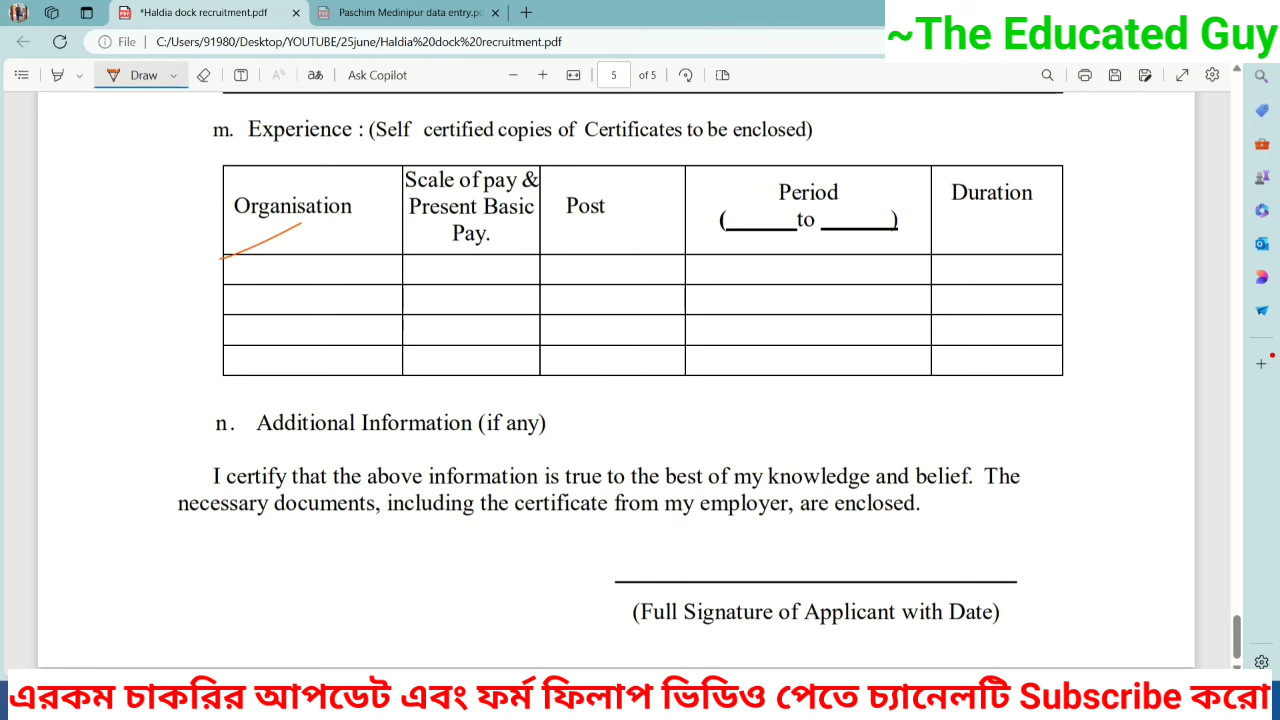 *Haldia dock recruitment.pdf
Paschim Medinipur data entry.pd
~The Educated Guy
File
C:/Users/91980/Desktop/YOUTUBE/25june/Haldia%20dock%20recruitment.pdf
Draw
Ask Copilot
5 of 5
m. Experience : (Self certified copies of Certificates to be enclosed)
Organisation
Scale of pay &
Present Basic
Pay.
Post
Period
(______to ______)
Duration
n. Additional Information (if any)
I certify that the above information is true to the best of my knowledge and belief. The
necessary documents, including the certificate from my employer, are enclosed.
(Full Signature of Applicant with Date)
এরকম চাকরির আপডেট এবং ফর্ম ফিলাপ ভিডিও পেতে চ্যানেলটি Subscribe করো